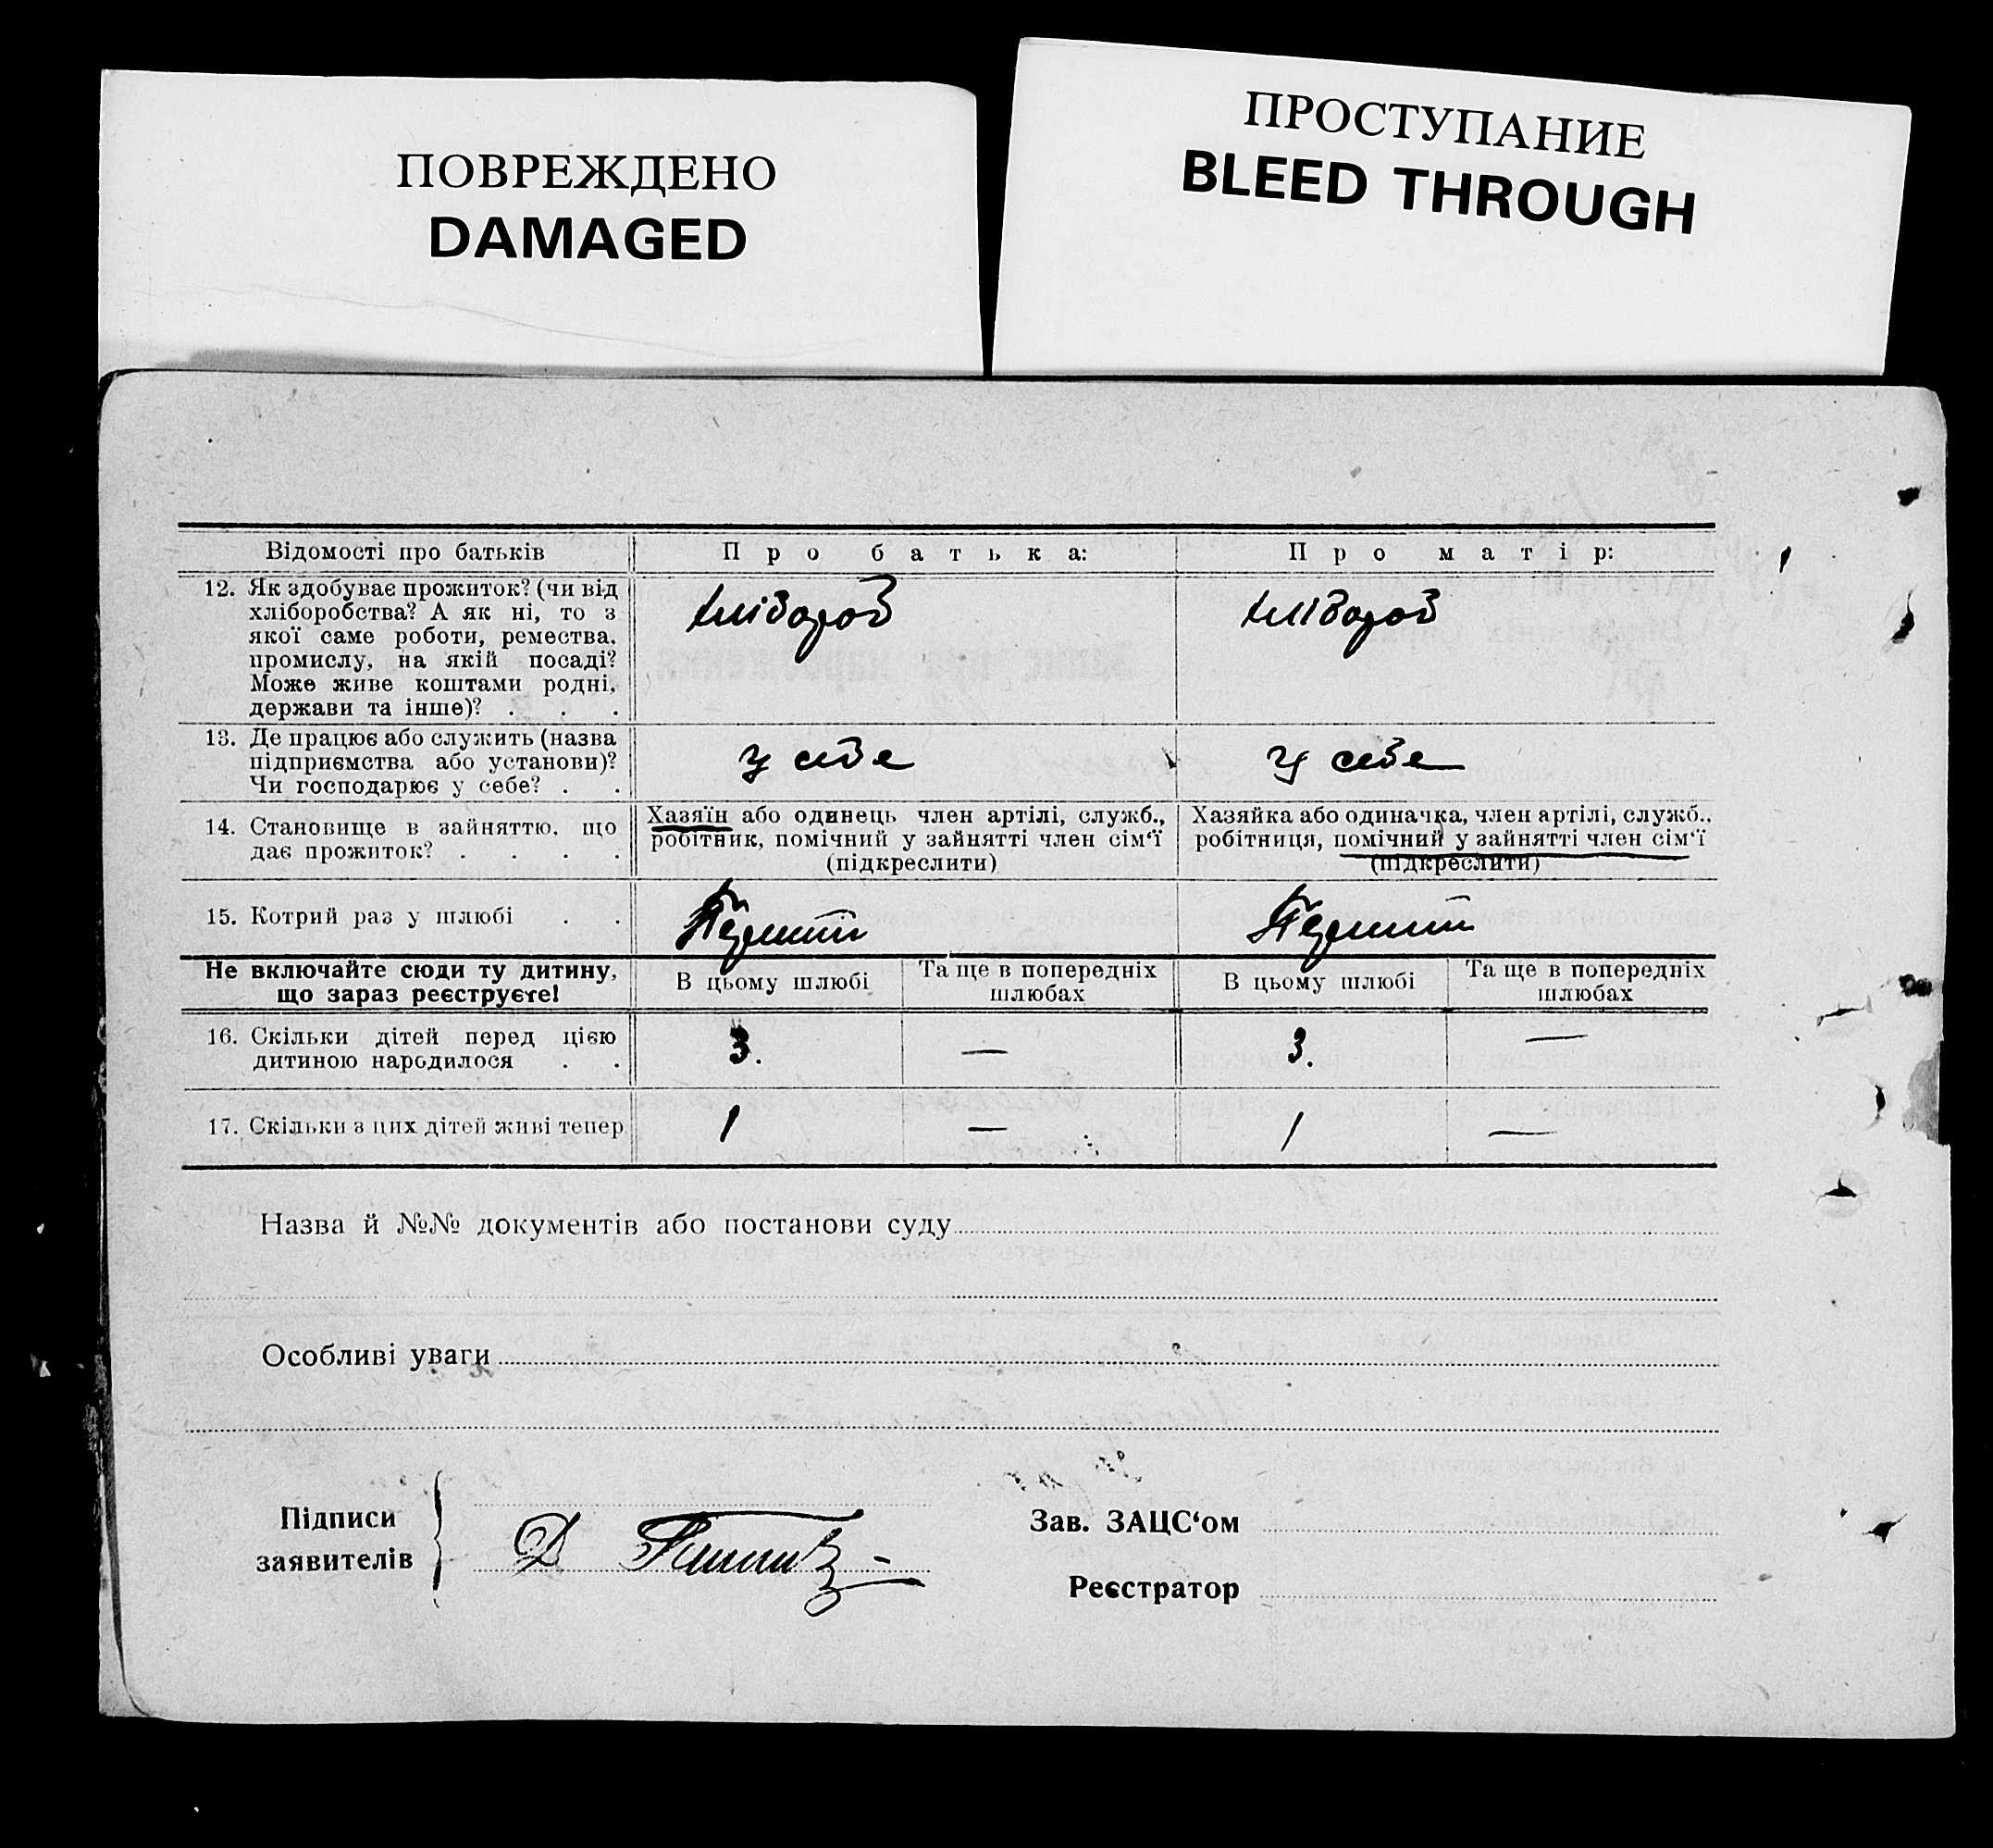 ПОВРЕЖДЕНО
DAMAGED
ПРОСТУПАНИЕ
BLEED THROUGH
Відомості про батьків
Про батька:
Про матір:
12. Як здобуває прожиток? (чи від
хліборобства? А як ні, то з
якої саме роботи, ремества,
промислу, на якій посаді?
Може живе коштами родні,
держави та інше)? . . .
хлібороб
хлібороб
13. Де працює або служить (назва
підприємства або установи)?
Чи господарює у себе? . .
у себе
у себе
14. Становище в зайняттю, що
дає прожиток? . . . .
Хазяїн або одинець член артілі, служб.,
робітник, помічний у зайнятті член сім'ї
(підкреслити)
Хазяйка або одиначка, член артілі, служб.,
робітниця, помічний у зайнятті член сім'ї
(підкреслити)
15. Котрий раз у шлюбі . .
Перший
Перший
Не включайте сюди ту дитину,
що зараз реєструєте!
В цьому шлюбі
Та ще в попередніх
шлюбах
В цьому шлюбі
Та ще в попередніх
шлюбах
16. Скільки дітей перед цією
дитиною народилося . .
3.
—
3.
—
17. Скільки з цих дітей живі тепер
1
—
1
—
Назва й №№ документів або постанови суду
Особливі уваги
Підписи
заявителів
Д
Зав. ЗАЦС'ом
Реєстратор